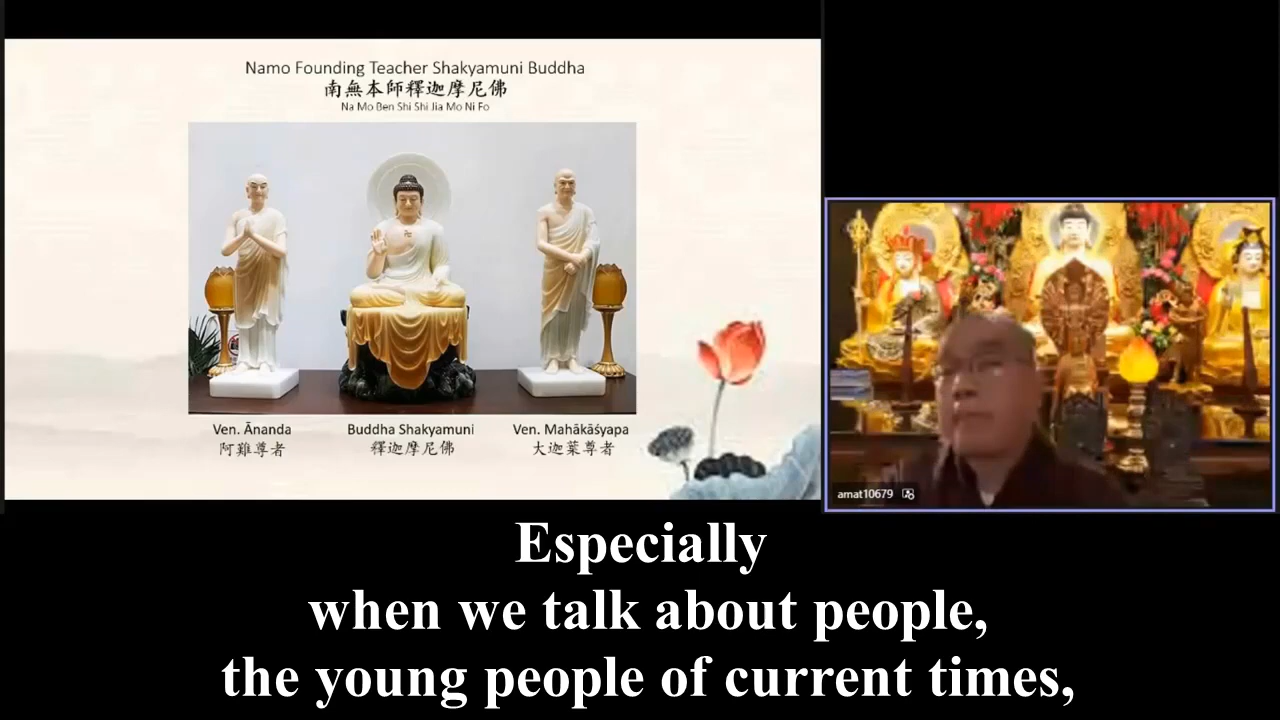 Namo Founding Teacher Shakyamuni Buddha
南無本師釋迦摩尼佛
Na Mo Ben Shi Shi Jia Mo Ni Fo
Ven. Ānanda
阿難尊者
Buddha Shakyamuni
釋迦摩尼佛
Ven. Mahākāśyapa
大迦葉尊者
amat10679
Especially
when we talk about people,
the young people of current times,